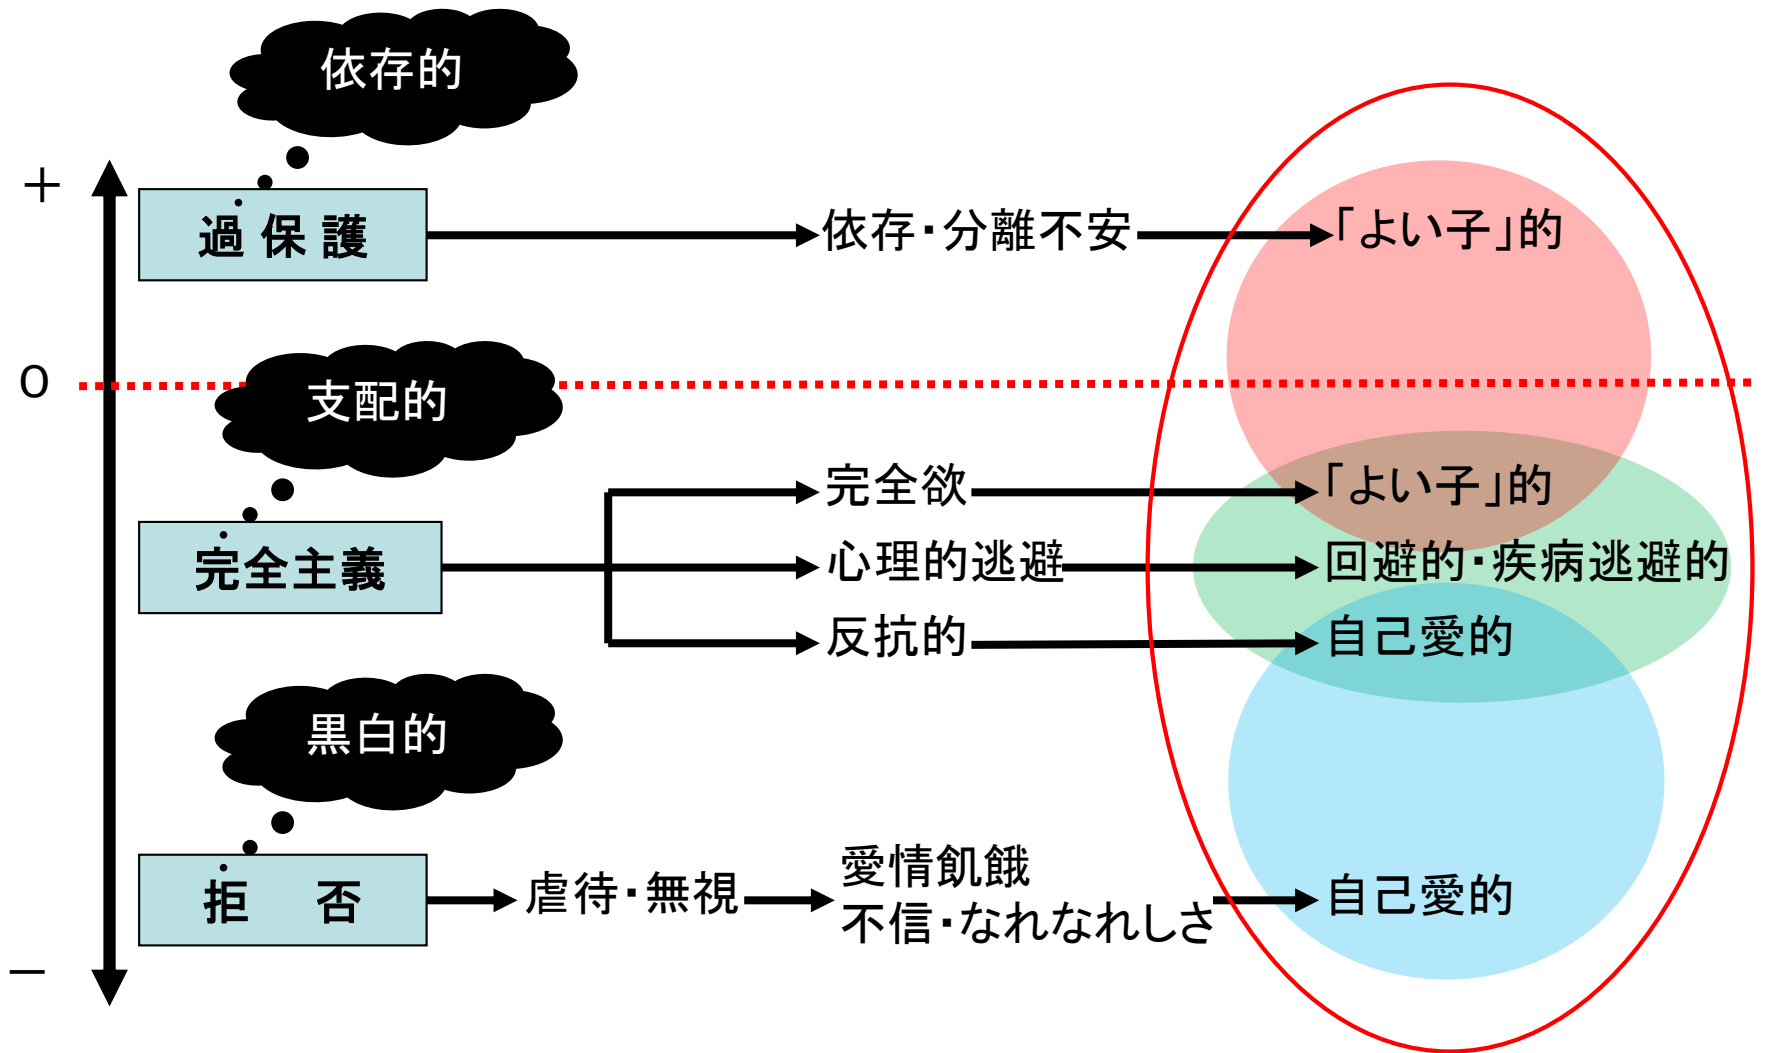 依存的
＋
過 保 護
依存・分離不安
「よい子」的
0
支配的
完全欲
「よい子」的
完全主義
心理的逃避
回避的・疾病逃避的
反抗的
自己愛的
黒白的
拒　否
虐待・無視
愛情飢餓
不信・なれなれしさ
自己愛的
－